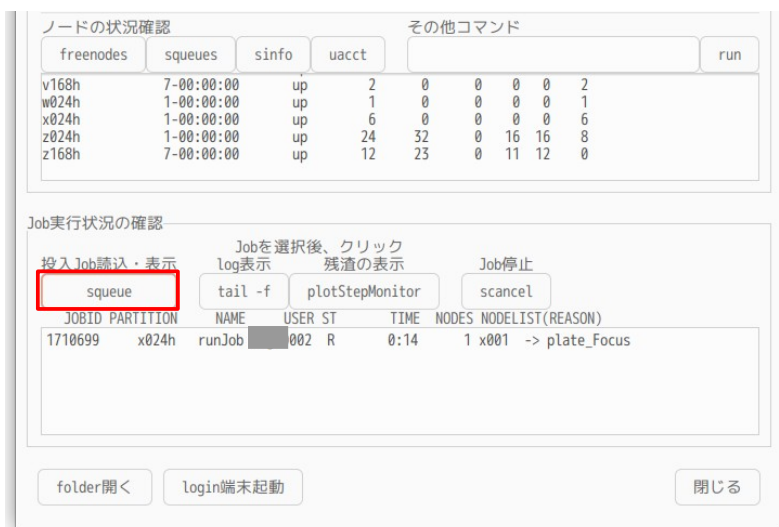 ノードの状況確認 その他コマンド
freenodes squeues sinfo uacct run
v168h 7-00:00:00 up 2 0 0 0 0 2
w024h 1-00:00:00 up 1 0 0 0 0 1
x024h 1-00:00:00 up 6 0 0 0 0 6
z024h 1-00:00:00 up 24 32 0 16 16 8
z168h 7-00:00:00 up 12 23 0 11 12 0
Job実行状況の確認
Jobを選択後、クリック
投入Job読込・表示 log表示 残渣の表示 Job停止
squeue tail -f plotStepMonitor scancel
JOBID PARTITION NAME USER ST TIME NODES NODELIST(REASON)
1710699 x024h runJob 002 R 0:14 1 x001 -> plate_Focus
folder開く login端末起動 閉じる